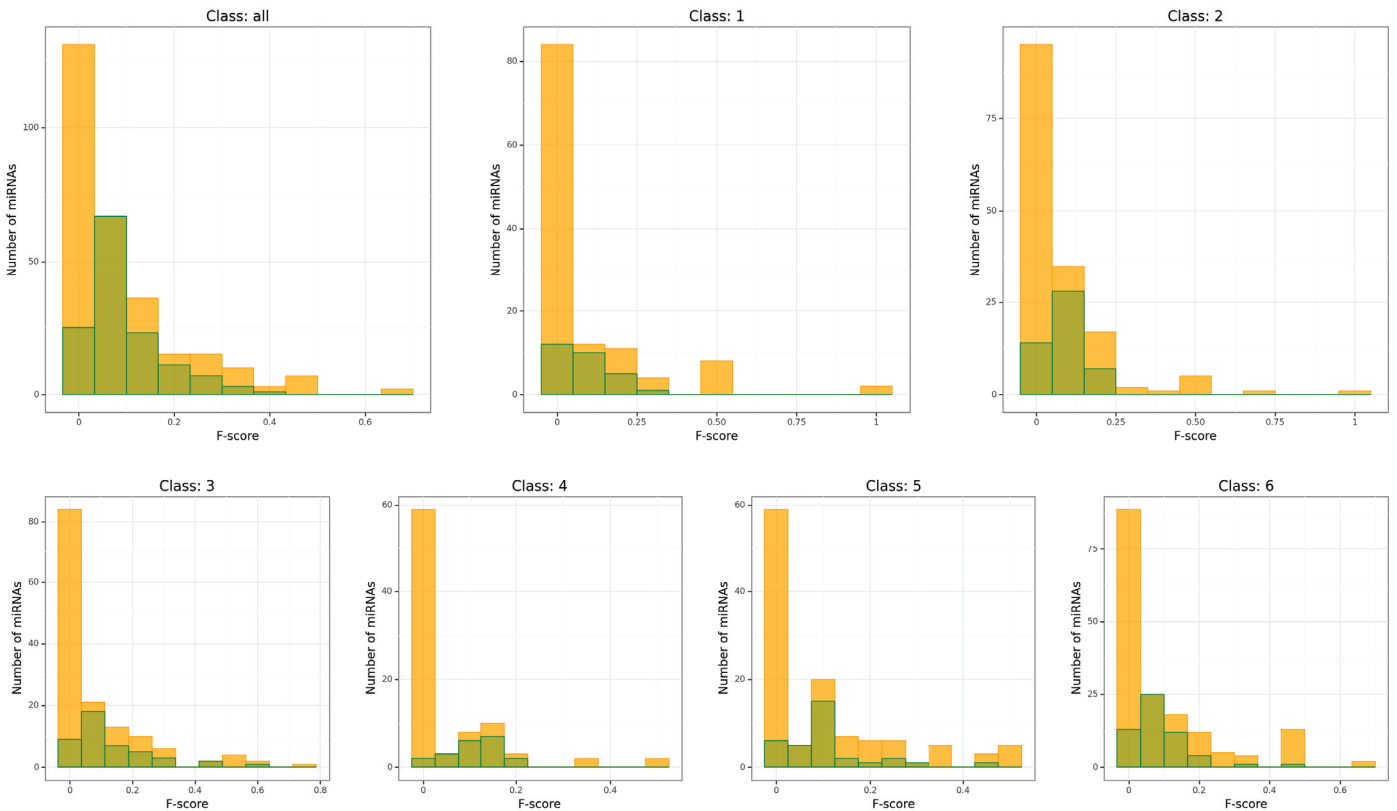 Class: all
Number of miRNAs
100
50
0
0 0.2 0.4 0.6
F-score
Class: 1
Number of miRNAs
80
60
40
20
0
0 0.25 0.5 0.75 1
F-score
Class: 2
Number of miRNAs
75
50
25
0
0 0.25 0.5 0.75 1
F-score
Class: 3
Number of miRNAs
80
60
40
20
0
0 0.2 0.4 0.6 0.8
F-score
Class: 4
Number of miRNAs
60
40
20
0
0 0.2 0.4
F-score
Class: 5
Number of miRNAs
60
40
20
0
0 0.2 0.4
F-score
Class: 6
Number of miRNAs
75
50
25
0
0 0.2 0.4 0.6
F-score